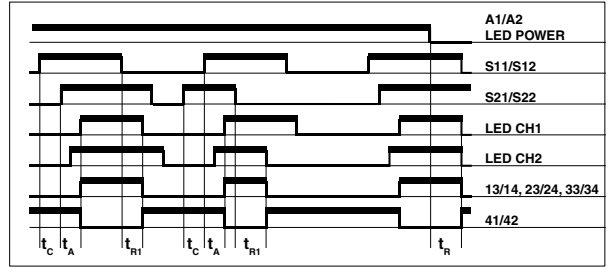 A1/A2
LED POWER
S11/S12
S21/S22
LED CH1
LED CH2
13/14, 23/24, 33/34
41/42
tC tA tR1 tC tA tR1 tR